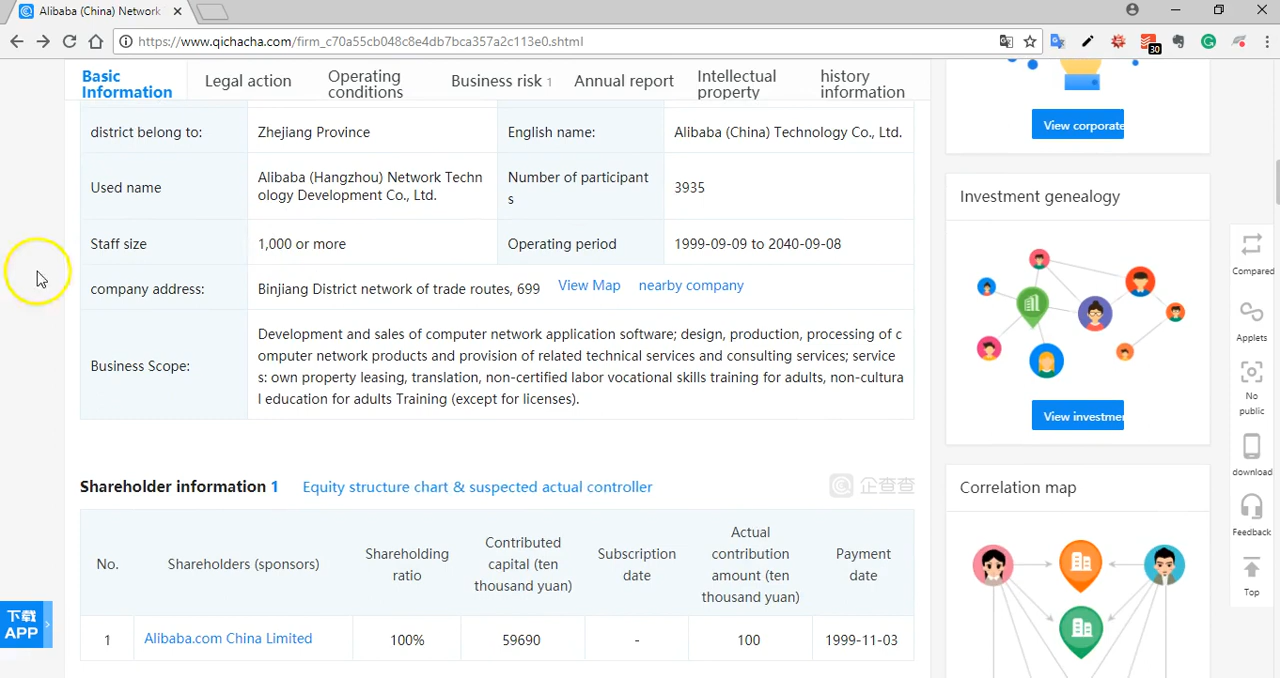 Alibaba (China) Network
https://www.qichacha.com/firm_c70a55cb048c8e4db7bca357a2c113e0.shtml
30
Basic Information
Legal action
Operating conditions
Business risk 1
Annual report
Intellectual property
history information
district belong to:
Zhejiang Province
English name:
Alibaba (China) Technology Co., Ltd.
Used name
Alibaba (Hangzhou) Network Techn
ology Development Co., Ltd.
Number of participant
s
3935
Staff size
1,000 or more
Operating period
1999-09-09 to 2040-09-08
company address:
Binjiang District network of trade routes, 699
View Map
nearby company
Business Scope:
Development and sales of computer network application software; design, production, processing of c
omputer network products and provision of related technical services and consulting services; service
s: own property leasing, translation, non-certified labor vocational skills training for adults, non-cultura
l education for adults Training (except for licenses).
Shareholder information 1
Equity structure chart & suspected actual controller
企查查
No.
Shareholders (sponsors)
Shareholding
ratio
Contributed
capital (ten
thousand yuan)
Subscription
date
Actual
contribution
amount (ten
thousand yuan)
Payment
date
1
Alibaba.com China Limited
100%
59690
-
100
1999-11-03
View corporate
Investment genealogy
View investme
Correlation map
Compared
Applets
No
public
download
Feedback
Top
下载
APP